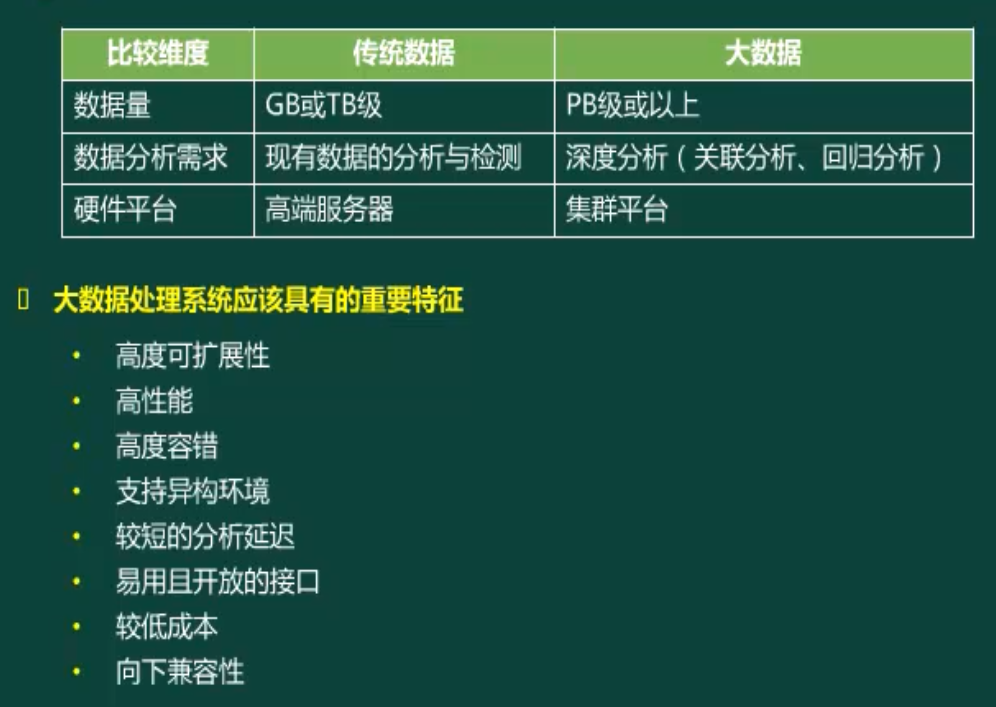 比较维度 传统数据 大数据
数据量 GB或TB级 PB级或以上
数据分析需求 现有数据的分析与检测 深度分析（关联分析、回归分析）
硬件平台 高端服务器 集群平台
大数据处理系统应该具有的重要特征
• 高度可扩展性
• 高性能
• 高度容错
• 支持异构环境
• 较短的分析延迟
• 易用且开放的接口
• 较低成本
• 向下兼容性